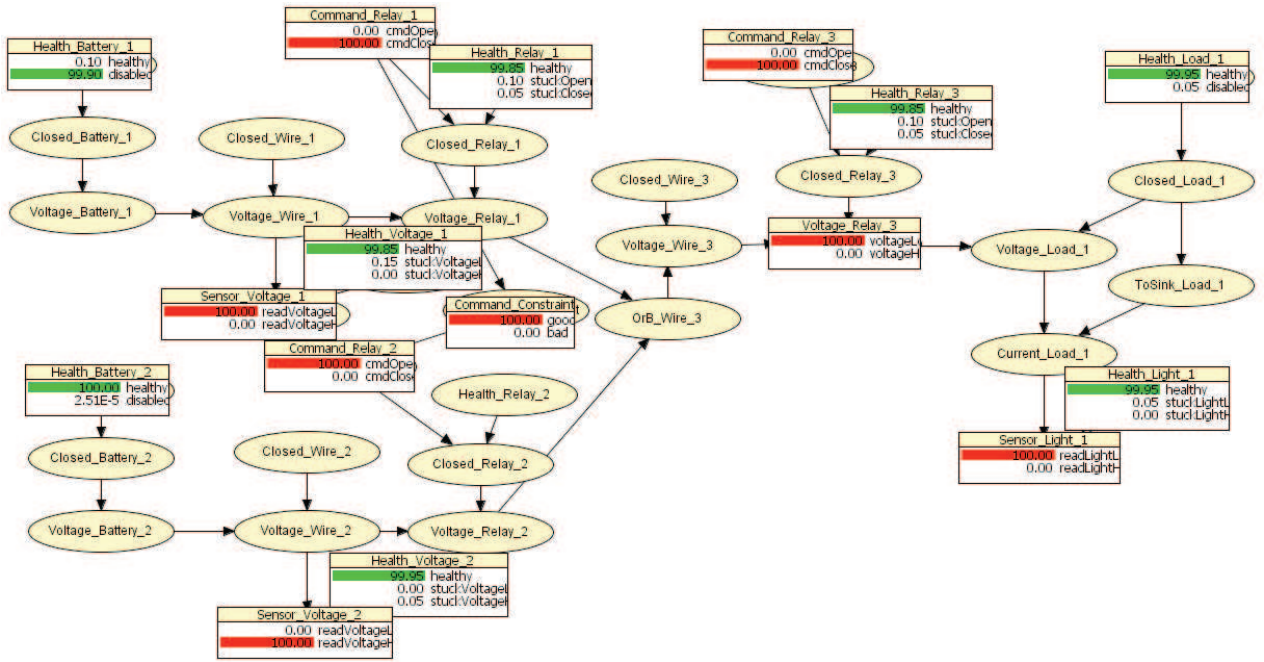 Command_Relay_1
0.00 cmdOpe
100.00 cmdClose
Health_Battery_1
0.10 healthy
99.90 disabled
Health_Relay_1
99.85 healthy
0.10 stuckOpen
0.05 stuckClosed
Command_Relay_3
0.00 cmdOpe
100.00 cmdClose
Health_Relay_3
99.85 healthy
0.10 stuckOpen
0.05 stuckClosed
Health_Load_1
99.95 healthy
0.05 disabled
Closed_Battery_1
Closed_Wire_1
Closed_Relay_1
Closed_Wire_3
Closed_Relay_3
Closed_Load_1
Voltage_Battery_1
Voltage_Wire_1
Voltage_Relay_1
Voltage_Wire_3
Voltage_Relay_3
100.00 voltageLo
0.00 voltageH
Voltage_Load_1
Health_Voltage_1
99.85 healthy
0.15 stuckVoltageL
0.00 stuckVoltageH
ToSink_Load_1
Sensor_Voltage_1
100.00 readVoltageL
0.00 readVoltageH
Command_Constraint
100.00 good
0.00 bad
t
OrB_Wire_3
Command_Relay_2
100.00 cmdOpe
0.00 cmdClose
Current_Load_1
Health_Battery_2
100.00 healthy
2.51E-5 disabled
Health_Relay_2
Health_Light_1
99.95 healthy
0.05 stuckLightL
0.00 stuckLightH
Sensor_Light_1
100.00 readLightL
0.00 readLightH
Closed_Battery_2
Closed_Wire_2
Closed_Relay_2
Voltage_Battery_2
Voltage_Wire_2
Voltage_Relay_2
Health_Voltage_2
99.95 healthy
0.00 stuckVoltageL
0.05 stuckVoltageH
Sensor_Voltage_2
0.00 readVoltageL
100.00 readVoltageH